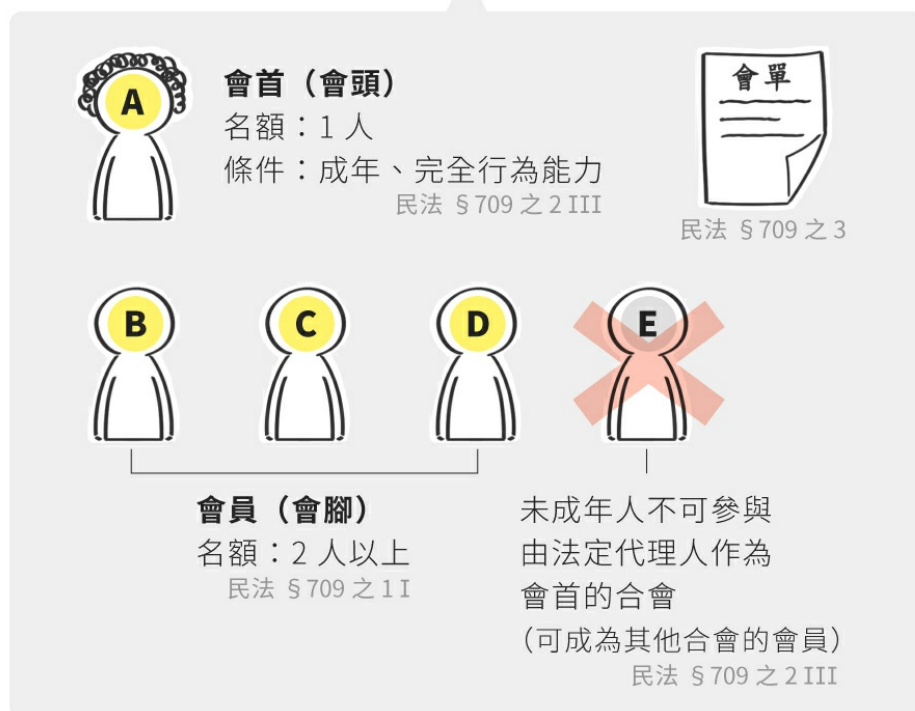 A
會首（會頭）
名額：1 人
條件：成年、完全行為能力
民法 §709 之 2 III
會單
民法 §709 之 3
B
C
D
E
會員（會腳）
名額：2 人以上
民法 §709 之 1 I
未成年人不可參與
由法定代理人作為
會首的合會
（可成為其他合會的會員）
民法 §709 之 2 III